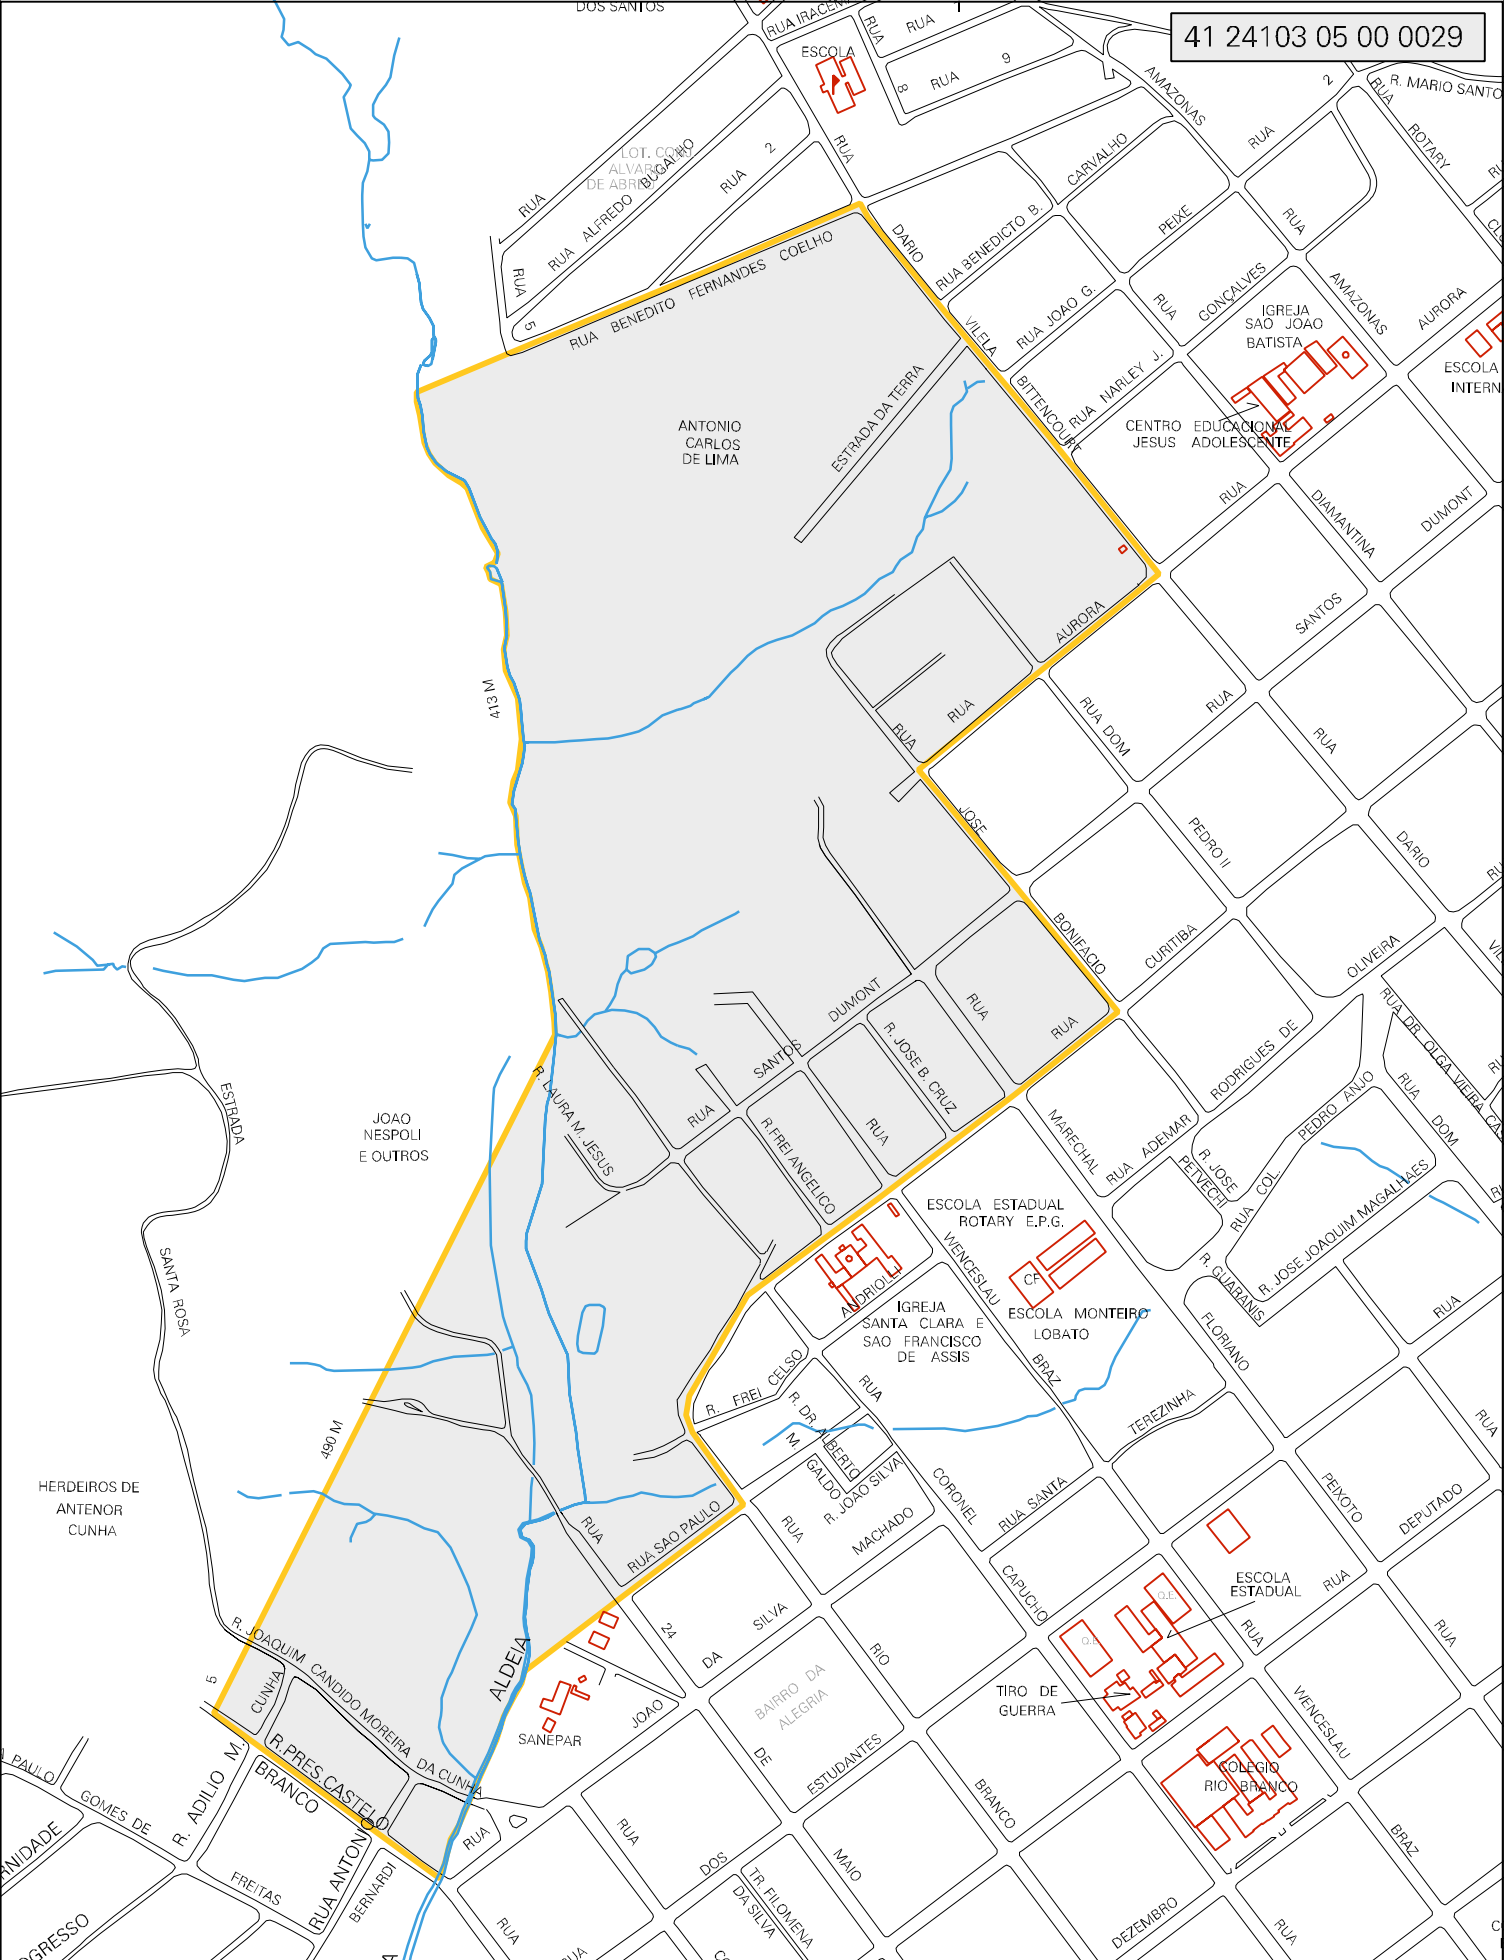 DOS SANTOS
41 24103 05 00 0029
RUA
RUA
1
ESCOLA
8
RUA
9
AMAZONAS
2
RUA
R. MARIO SANTO
ROTARY
LOT. CONJ
ALVARO
DE ABREU
RUA
RUA ALFREDO BUGALHO
RUA 2
RUA
RUA
5
RUA BENEDITO FERNANDES COELHO
DARIO
VILELA
BITTENCOURT
RUA BENEDICTO B.
CARVALHO
RUA JOAO G.
PEIXE
RUA NARLEY J.
GONÇALVES
RUA
RUA
RUA
AMAZONAS
AURORA
IGREJA
SAO JOAO
BATISTA
ESCOLA
INTERN
CENTRO EDUCACIONAL
JESUS ADOLESCENTE
ANTONIO
CARLOS
DE LIMA
ESTRADA DA TERRA
RUA
DIAMANTINA
DUMONT
SANTOS
RUA
AURORA
RUA
RUA
JOSE
BONIFACIO
RUA DOM
PEDRO II
RUA
DARIO
413 M
CURITIBA
RUA
OLIVEIRA
RODRIGUES DE
RUA ADEMAR
RUA DR. OLGA VIEIRA
RUA
DOM
PEDRO ANJO
RUA COL.
R. JOSE
PETVECHI
R. JOSE JOAQUIM MAGALHAES
R. GUARANIS
MARECHAL
FLORIANO
PEIXOTO
RUA
RUA
DUMONT
SANTOS
RUA
R. JOSE B. CRUZ
RUA
R.FREI ANGELICO
R. LAURA M. JESUS
JOAO
NESPOLI
E OUTROS
ESTRADA
SANTA ROSA
490 M
HERDEIROS DE
ANTENOR
CUNHA
ESCOLA ESTADUAL
ROTARY E.P.G.
CF
ESCOLA MONTEIRO
LOBATO
WENCESLAU
BRAZ
ANDRIOLLI
IGREJA
SANTA CLARA E
SAO FRANCISCO
DE ASSIS
R. FREI CELSO
R. DR ALBERTO
M. GALDO
R. JOAO SILVA
RUA
CORONEL
CAPUCHO
RUA SANTA
TEREZINHA
MACHADO
RUA
RUA SAO PAULO
RUA
24
DA
SILVA
RIO
BRANCO
DEPUTADO
RUA
RUA
ESCOLA
ESTADUAL
Q.E.
Q.E.
TIRO DE
GUERRA
RUA
WENCESLAU
BRAZ
COLEGIO
RIO BRANCO
BAIRRO DA
ALEGRIA
SANEPAR
JOAO
DE
ESTUDANTES
DOS
RUA
MAIO
TR. FILOMENA
DA SILVA
DEZEMBRO
RUA
ALDEIA
5
CUNHA
R. JOAQUIM CANDIDO MOREIRA DA CUNHA
R.PRES.CASTELO
BRANCO
R. ADILIO M.
GOMES DE
FREITAS
PAULO
RUA ANTONIO
BERNARDI
RUA
RUA